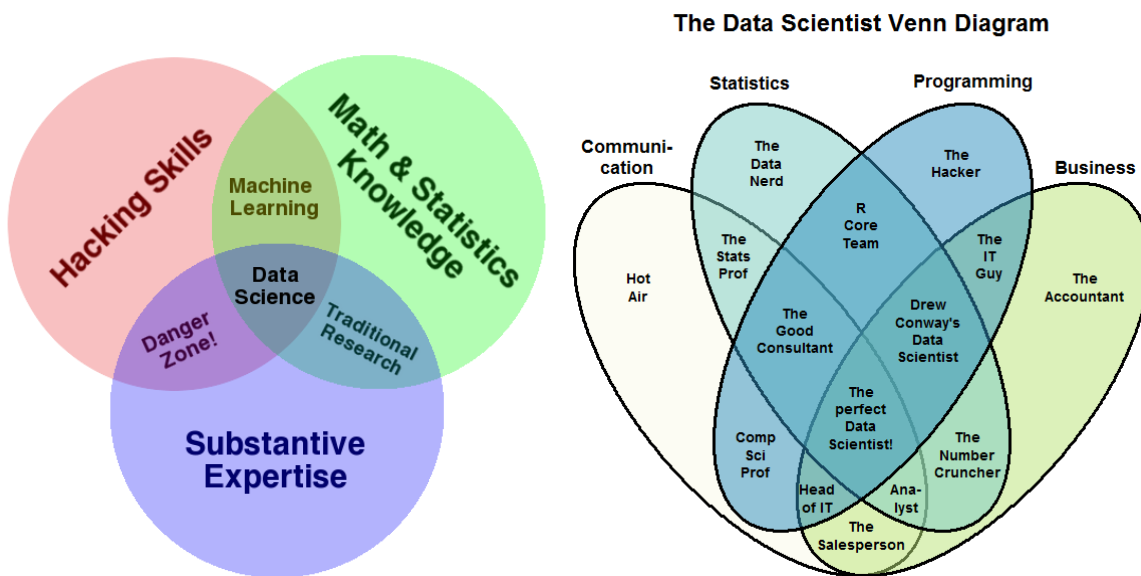 Hacking Skills
Math & Statistics
Knowledge
Machine
Learning
Data
Science
Danger
Zone!
Traditional
Research
Substantive
Expertise
The Data Scientist Venn Diagram
Communi-
cation
Statistics
Programming
Business
The
Data
Nerd
The
Hacker
R
Core
Team
The
Stats
Prof
The
IT
Guy
Hot
Air
The
Accountant
The
Good
Consultant
Drew
Conway's
Data
Scientist
The
perfect
Data
Scientist!
Comp
Sci
Prof
The
Number
Cruncher
Head
of IT
Ana-
lyst
The
Salesperson